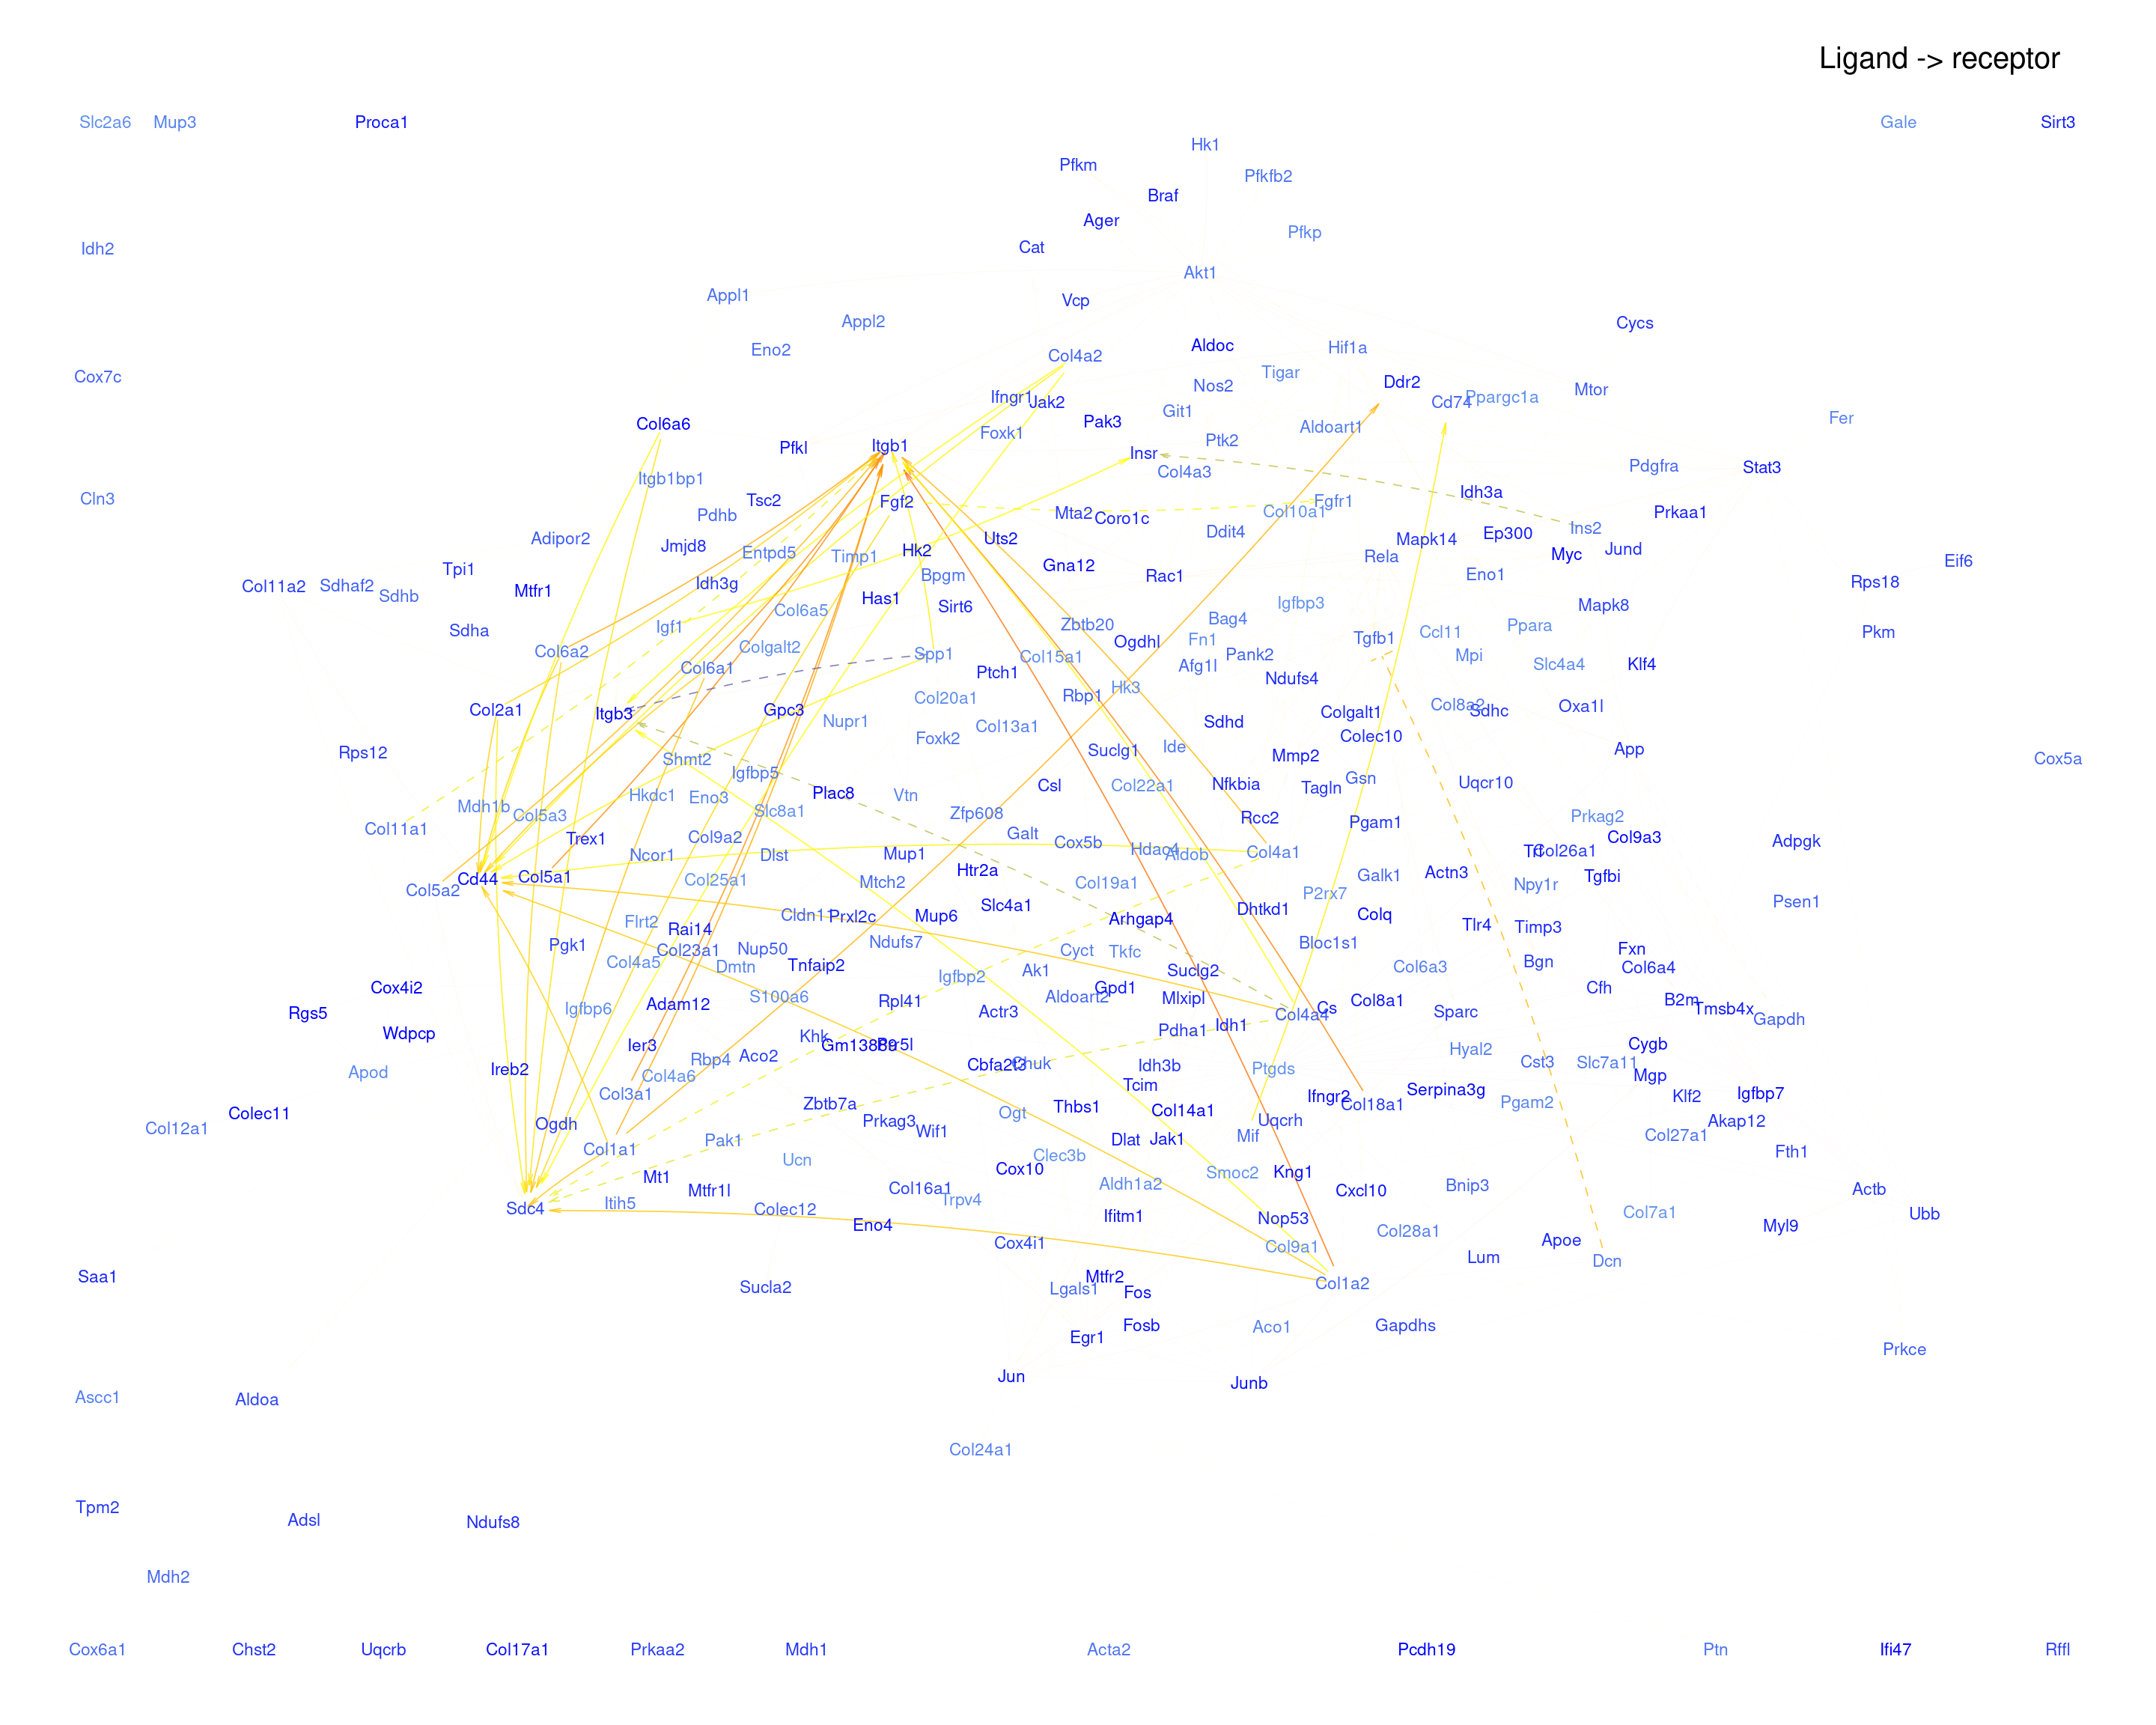 Ligand -> receptor
Slc2a6 Mup3 Proca1 Gale Sirt3
Hk1
Pfkm Pfkfb2
Braf
Ager
Pfkp
Idh2 Cat
Akt1
Appl1 Vcp
Appl2 Cycs
Eno2 Col4a2 Aldoc Hif1a
Cox7c Tigar Ddr2
Nos2 Mtor
Ifngr1 Jak2 Cd74 Ppargc1a
Git1 Fer
Col6a6 Pak3 Aldoart1
Foxk1 Ptk2
Pfkl Itgb1 Insr
Itgb1bp1 Col4a3 Pdgfra Stat3
Cln3 Tsc2 Fgf2 Fgfr1 Idh3a
Pdhb Mta2 Coro1c Col10a1 Prkaa1
Adipor2 Uts2 Ddit4 Mapk14 Ep300 Ins2
Jmjd8 Entpd5 Timp1 Hk2 Rela Myc Jund
Tpi1 Gna12 Rac1 Eno1 Eif6
Col11a2 Sdhaf2 Sdhb Mtfr1 Idh3g Bpgm Rps18
Col6a5 Has1 Sirt6 Igfbp3 Mapk8
Sdha Igf1 Zbtb20 Bag4 Ppara Pkm
Col6a2 Colgalt2 Spp1 Col15a1 Ogdhl Fn1 Tgfb1 Ccl11
Col6a1 Ptch1 Afg1l Pank2 Mpi Slc4a4 Klf4
Ndufs4
Col2a1 Itgb3 Gpc3 Col20a1 Rbp1 Hk3 Col8a2 Sdhc Oxa1l
Nupr1 Col13a1 Sdhd Colgalt1
Rps12 Foxk2 Suclg1 Ide Colec10 App
Shmt2 Igfbp5 Mmp2 Cox5a
Hkdc1 Eno3 Plac8 Vtn Csl Col22a1 Nfkbia Tagln Gsn Uqcr10
Mdh1b Col5a3 Slc8a1 Zfp608 Rcc2 Pgam1 Prkag2
Col11a1 Trex1 Col9a2 Galt Cox5b Col9a3 Adpgk
Ncor1 Dlst Mup1 Hdac4 Aldob Col4a1 Col26a1
Cd44 Col5a1 Col25a1 Mtch2 Htr2a Col19a1 Galk1 Actn3 Tgfbi
Col5a2 P2rx7 Npy1r Psen1
Flrt2 Cldn11 Prxl2c Mup6 Slc4a1 Arhgap4 Dhtkd1 Colq
Pgk1 Rai14 Col23a1 Nup50 Ndufs7 Cyct Tkfc Bloc1s1 Tlr4 Timp3
Col4a5 Dmtn Tnfaip2 Igfbp2 Ak1 Suclg2 Col6a3 Bgn Fxn Col6a4
Cox4i2 S100a6 Aldoart2 Gpd1 Mlxipl Cfh
Rgs5 Igfbp6 Adam12 Rpl41 Actr3 Col4a4 Cs Col8a1 Sparc B2m Tmsb4x Gapdh
Wdpcp Ier3 Khk Pdha1 Idh1 Cygb
Apod Ireb2 Rbp4 Aco2 Cbfa2t3 Chuk Idh3b Ptgds Hyal2 Cst3 Slc7a11
Col4a6 Tcim Mgp
Col3a1 Zbtb7a Thbs1 Col14a1 Ifngr2 Col18a1 Serpina3g Pgam2 Klf2 Igfbp7
Col12a1 Colec11 Ogdh Prkag3 Wif1 Ogt Uqcrh Akap12
Col1a1 Pak1 Dlat Jak1 Mif Col27a1
Ucn Clec3b Fth1
Mt1 Cox10 Smoc2 Kng1
Mtfr1l Col16a1 Aldh1a2 Cxcl10 Bnip3 Actb
Sdc4 Itih5 Colec12 Trpv4 Col7a1 Ubb
Eno4 Ifitm1 Nop53 Col28a1 Myl9
Cox4i1 Col9a1 Apoe
Lum Dcn
Saa1 Sucla2 Lgals1 Mtfr2 Col1a2
Fos
Fosb Aco1 Gapdhs
Egr1 Prkce
Jun Junb
Ascc1 Aldoa
Col24a1
Tpm2 Adsl Ndufs8
Mdh2
Cox6a1 Chst2 Uqcrb Col17a1 Prkaa2 Mdh1 Acta2 Pcdh19 Ptn Ifi47 Rffl